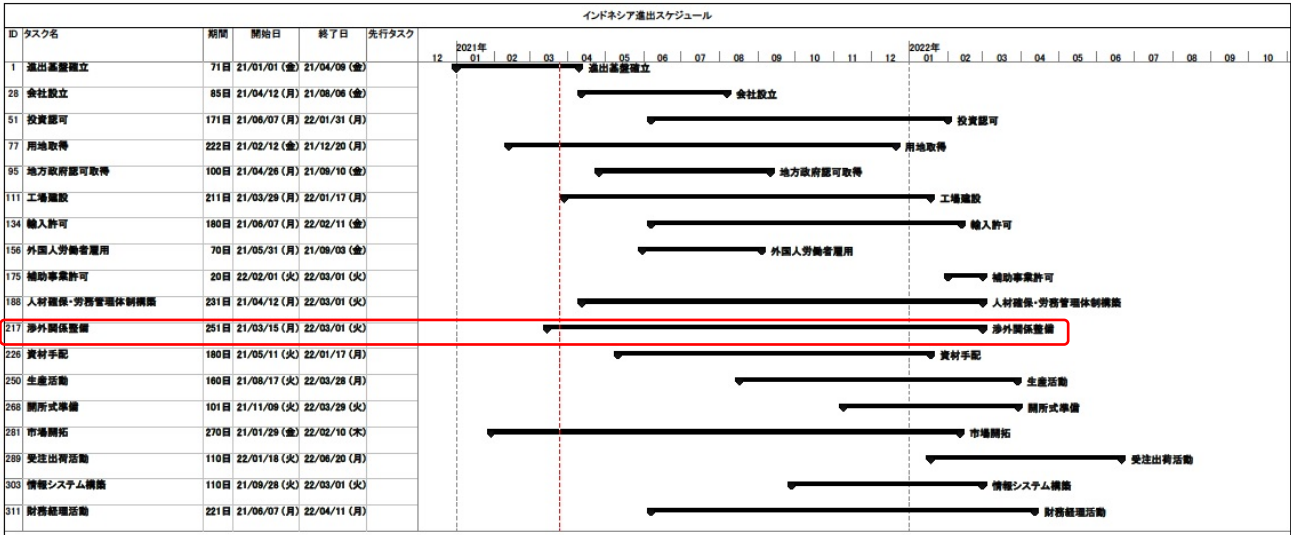 インドネシア進出スケジュール
ID タスク名 期間 開始日 終了日 先行タスク
2021年 2022年
12 01 02 03 04 05 06 07 08 09 10 11 12 01 02 03 04 05 06 07 08 09 10
1 進出基盤確立 71日 21/01/01 (金) 21/04/09 (金) 進出基盤確立
28 会社設立 85日 21/04/12 (月) 21/08/06 (金) 会社設立
51 投資認可 171日 21/06/07 (月) 22/01/31 (月) 投資認可
77 用地取得 222日 21/02/12 (金) 21/12/20 (月) 用地取得
95 地方政府認可取得 100日 21/04/26 (月) 21/09/10 (金) 地方政府認可取得
111 工場建設 211日 21/03/29 (月) 22/01/17 (月) 工場建設
134 輸入許可 180日 21/06/07 (月) 22/02/11 (金) 輸入許可
156 外国人労働者雇用 70日 21/05/31 (月) 21/09/03 (金) 外国人労働者雇用
175 補助事業許可 20日 22/02/01 (火) 22/03/01 (火) 補助事業許可
188 人材確保・労務管理体制構築 231日 21/04/12 (月) 22/03/01 (火) 人材確保・労務管理体制構築
217 渉外関係整備 251日 21/03/15 (月) 22/03/01 (火) 渉外関係整備
226 資材手配 180日 21/05/11 (火) 22/01/17 (月) 資材手配
250 生産活動 160日 21/08/17 (火) 22/03/28 (月) 生産活動
268 開所式準備 101日 21/11/09 (火) 22/03/29 (火) 開所式準備
281 市場開拓 270日 21/01/29 (金) 22/02/10 (木) 市場開拓
289 受注出荷活動 110日 22/01/18 (火) 22/06/20 (月) 受注出荷活動
303 情報システム構築 110日 21/09/28 (火) 22/03/01 (火) 情報システム構築
311 財務経理活動 221日 21/06/07 (月) 22/04/11 (月) 財務経理活動